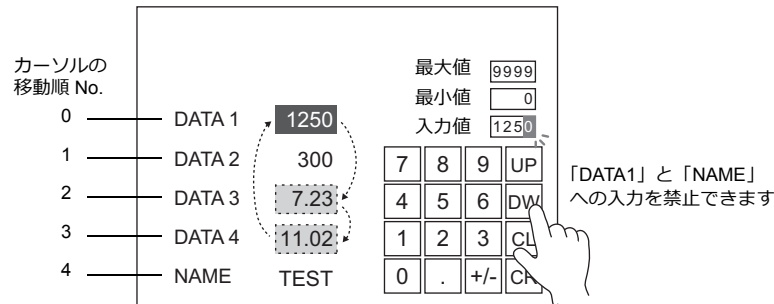 カーソルの
移動順 No.
0 DATA 1 1250
1 DATA 2 300
2 DATA 3 7.23
3 DATA 4 11.02
4 NAME TEST
最大値 9999
最小値 0
入力値 1250
7 8 9 UP
4 5 6 DW
1 2 3 CL
0 . +/- CR
「DATA1」と「NAME」
への入力を禁止できます